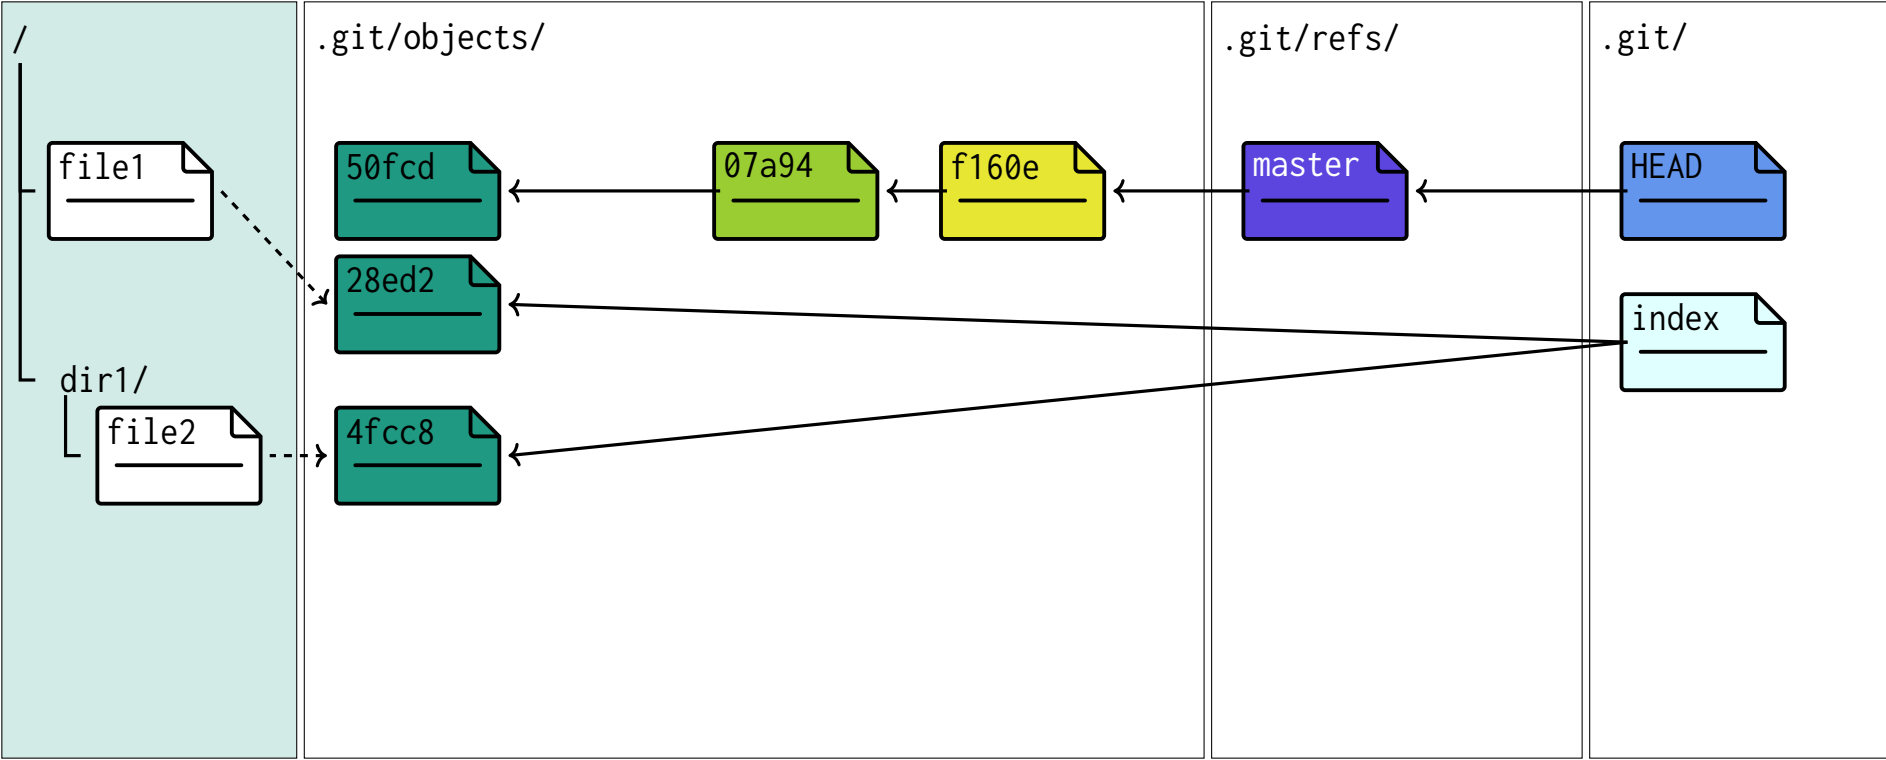 /
.git/objects/
.git/refs/
.git/
file1
50fcd
07a94
f160e
master
HEAD
28ed2
index
dir1/
file2
4fcc8